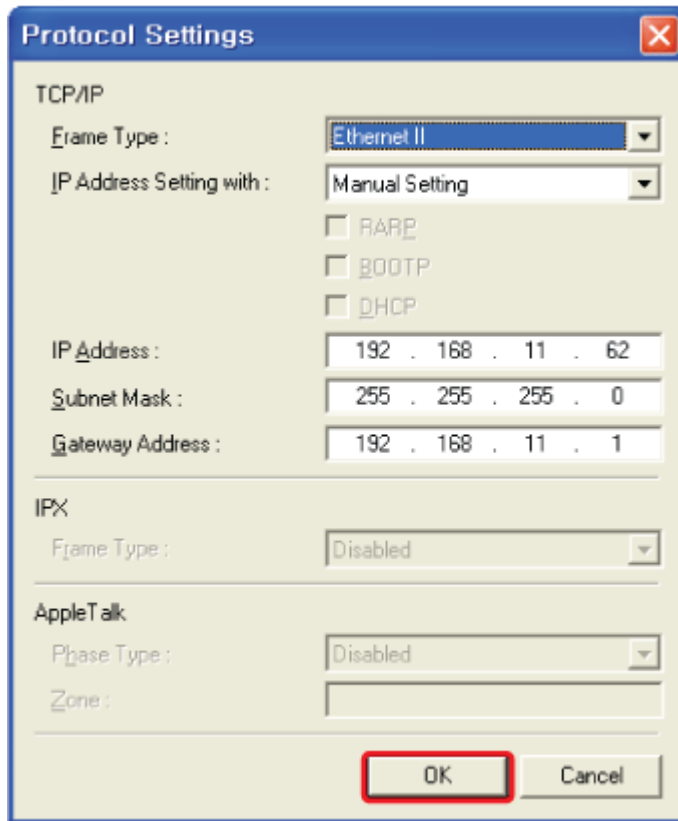 Protocol Settings
TCP/IP
Frame Type :
Ethernet II
IP Address Setting with :
Manual Setting
RARP
BOOTP
DHCP
IP Address :
192 . 168 . 11 . 62
Subnet Mask :
255 . 255 . 255 . 0
Gateway Address :
192 . 168 . 11 . 1
IPX
Frame Type :
Disabled
AppleTalk
Phase Type :
Disabled
Zone :
OK
Cancel